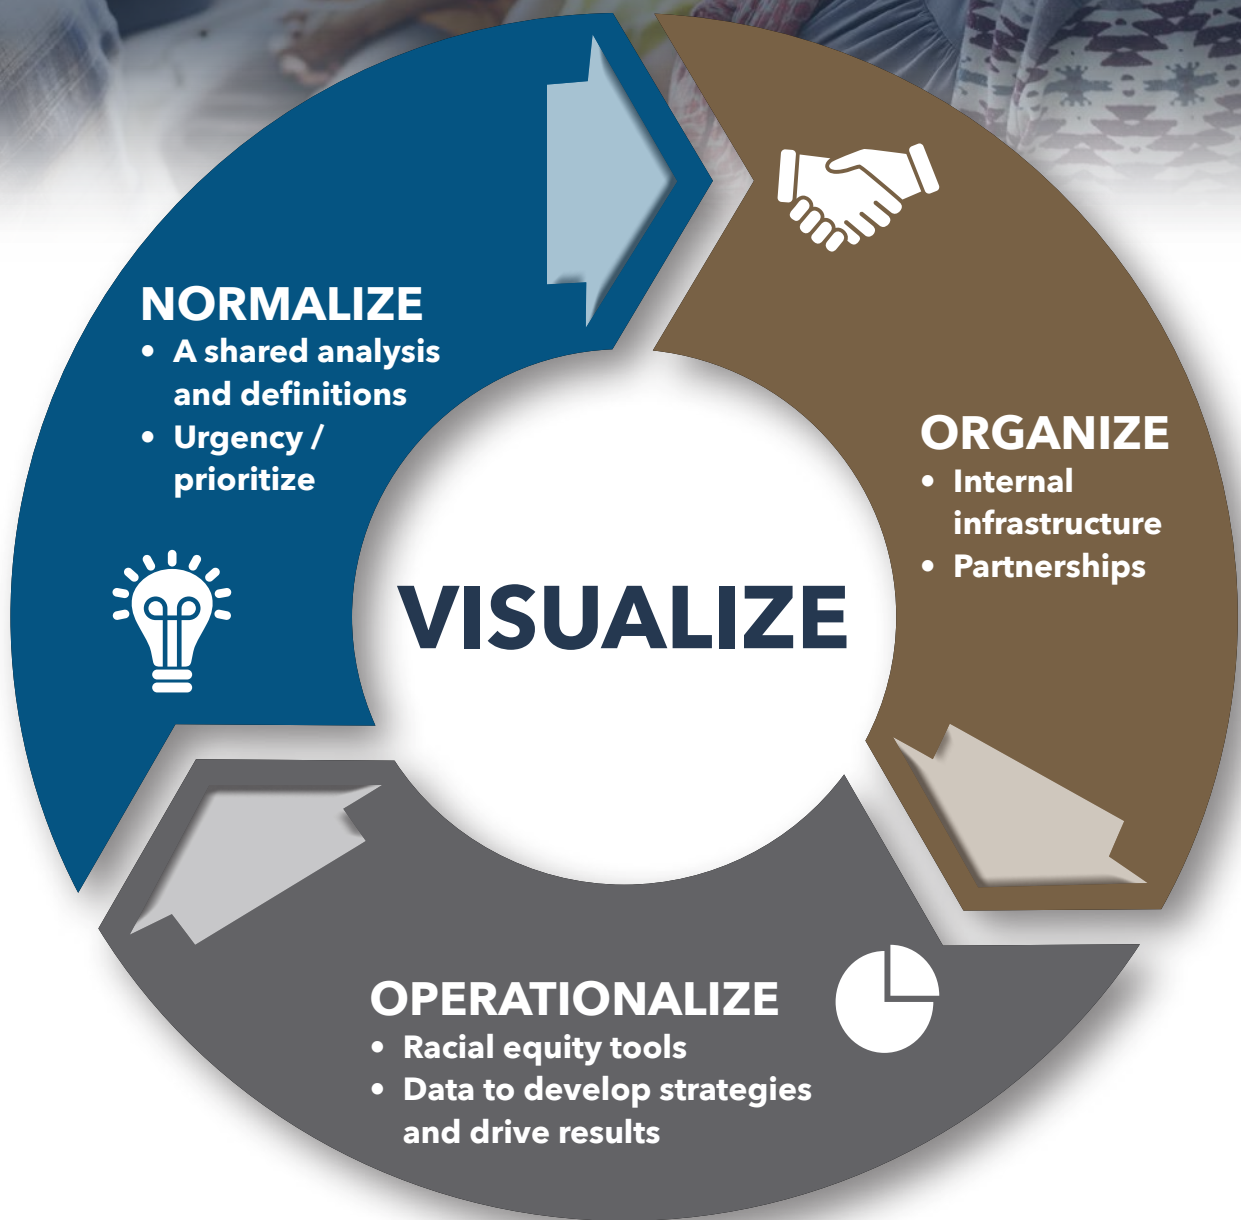 NORMALIZE
• A shared analysis
and definitions
• Urgency /
prioritize
ORGANIZE
• Internal
infrastructure
• Partnerships
VISUALIZE
OPERATIONALIZE
• Racial equity tools
• Data to develop strategies
and drive results